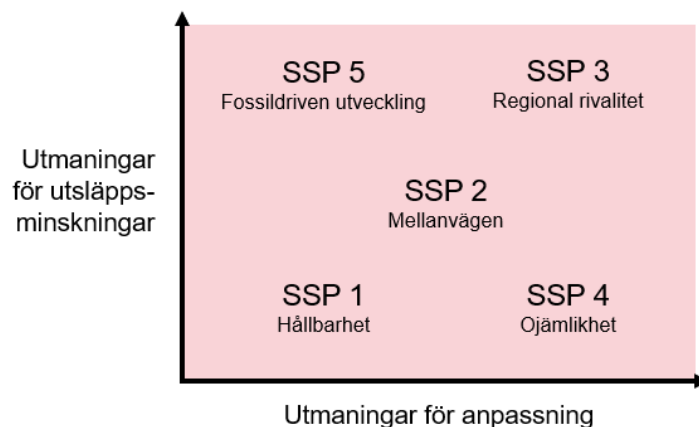 SSP 5
Fossildriven utveckling
SSP 3
Regional rivalitet
Utmaningar
för utsläpps-
minskningar
SSP 2
Mellanvägen
SSP 1
Hållbarhet
SSP 4
Ojämlikhet
Utmaningar för anpassning